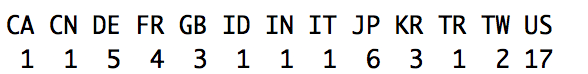 CA CN DE FR GB ID IN IT JP KR TR TW US
1 1 5 4 3 1 1 1 6 3 1 2 17